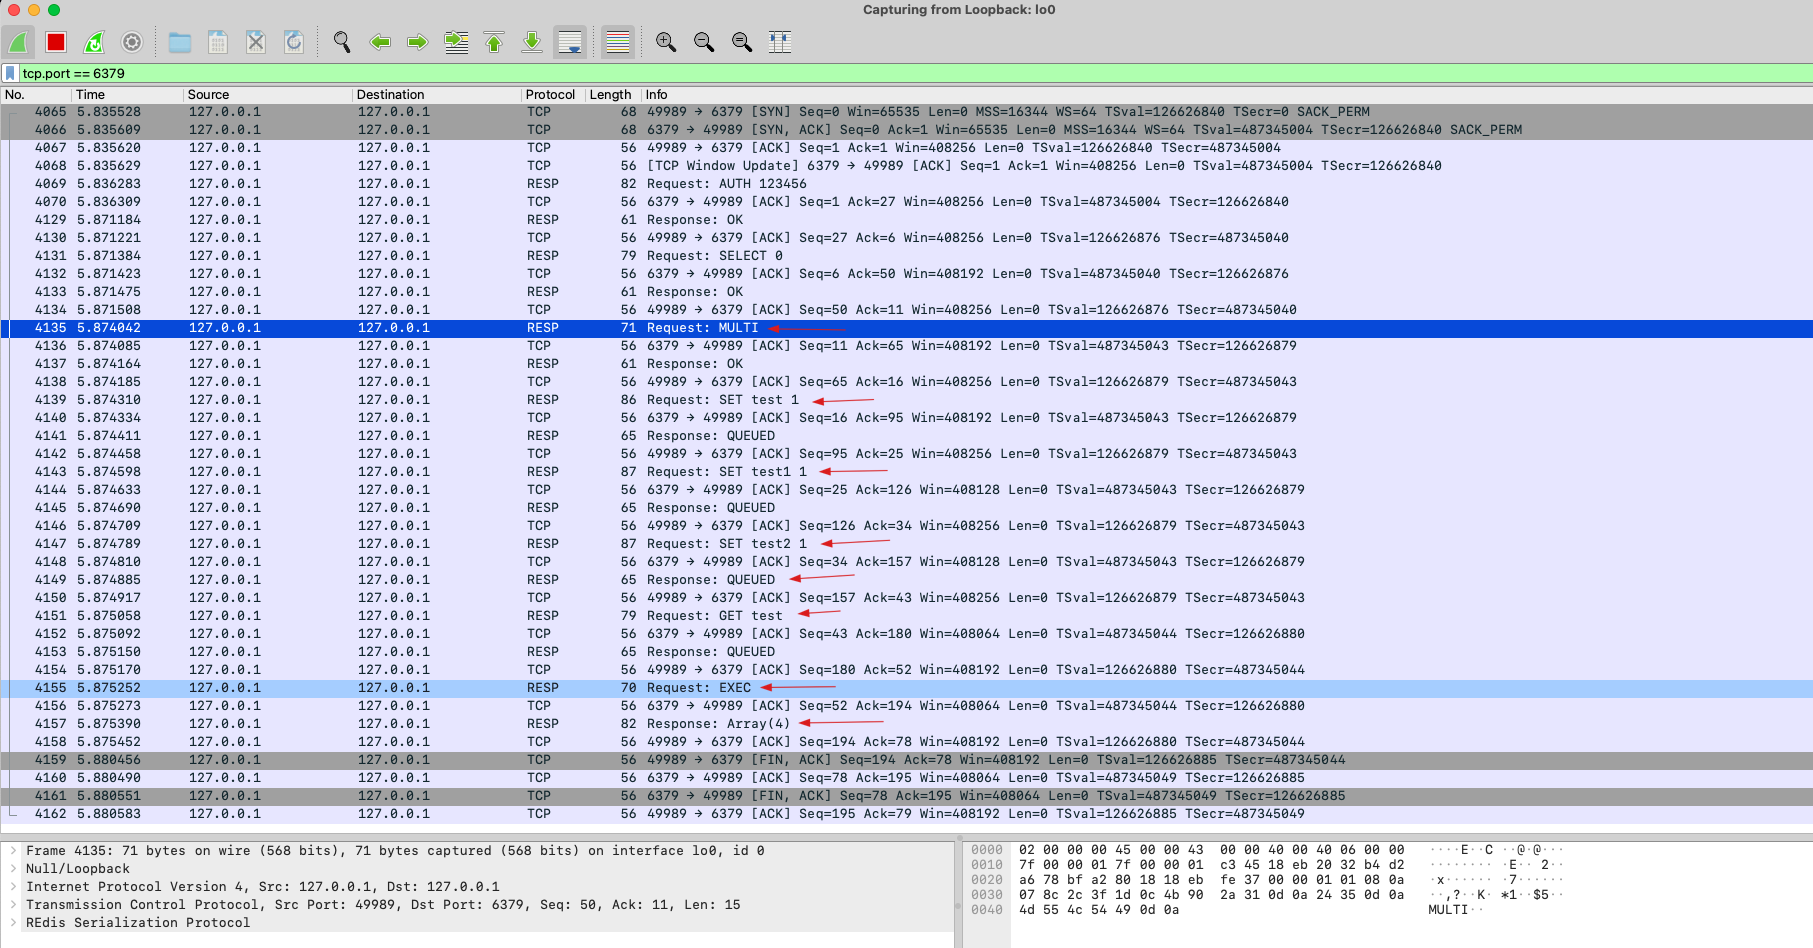 Capturing from Loopback: lo0
tcp.port == 6379
No. Time Source Destination Protocol Length Info
4065 5.835528 127.0.0.1 127.0.0.1 TCP 68 49989 → 6379 [SYN] Seq=0 Win=65535 Len=0 MSS=16344 WS=64 TSval=126626840 TSecr=0 SACK_PERM
4066 5.835609 127.0.0.1 127.0.0.1 TCP 68 6379 → 49989 [SYN, ACK] Seq=0 Ack=1 Win=65535 Len=0 MSS=16344 WS=64 TSval=487345004 TSecr=126626840 SACK_PERM
4067 5.835620 127.0.0.1 127.0.0.1 TCP 56 49989 → 6379 [ACK] Seq=1 Ack=1 Win=408256 Len=0 TSval=126626840 TSecr=487345004
4068 5.835629 127.0.0.1 127.0.0.1 TCP 56 [TCP Window Update] 6379 → 49989 [ACK] Seq=1 Ack=1 Win=408256 Len=0 TSval=487345004 TSecr=126626840
4069 5.836283 127.0.0.1 127.0.0.1 RESP 82 Request: AUTH 123456
4070 5.836309 127.0.0.1 127.0.0.1 TCP 56 6379 → 49989 [ACK] Seq=1 Ack=27 Win=408256 Len=0 TSval=487345004 TSecr=126626840
4129 5.871184 127.0.0.1 127.0.0.1 RESP 61 Response: OK
4130 5.871221 127.0.0.1 127.0.0.1 TCP 56 49989 → 6379 [ACK] Seq=27 Ack=6 Win=408256 Len=0 TSval=126626876 TSecr=487345040
4131 5.871384 127.0.0.1 127.0.0.1 RESP 79 Request: SELECT 0
4132 5.871423 127.0.0.1 127.0.0.1 TCP 56 6379 → 49989 [ACK] Seq=6 Ack=50 Win=408192 Len=0 TSval=487345040 TSecr=126626876
4133 5.871475 127.0.0.1 127.0.0.1 RESP 61 Response: OK
4134 5.871508 127.0.0.1 127.0.0.1 TCP 56 49989 → 6379 [ACK] Seq=50 Ack=11 Win=408256 Len=0 TSval=126626876 TSecr=487345040
4135 5.874042 127.0.0.1 127.0.0.1 RESP 71 Request: MULTI
4136 5.874085 127.0.0.1 127.0.0.1 TCP 56 6379 → 49989 [ACK] Seq=11 Ack=65 Win=408192 Len=0 TSval=487345043 TSecr=126626879
4137 5.874164 127.0.0.1 127.0.0.1 RESP 61 Response: OK
4138 5.874185 127.0.0.1 127.0.0.1 TCP 56 49989 → 6379 [ACK] Seq=65 Ack=16 Win=408256 Len=0 TSval=126626879 TSecr=487345043
4139 5.874310 127.0.0.1 127.0.0.1 RESP 86 Request: SET test 1
4140 5.874334 127.0.0.1 127.0.0.1 TCP 56 6379 → 49989 [ACK] Seq=16 Ack=95 Win=408192 Len=0 TSval=487345043 TSecr=126626879
4141 5.874411 127.0.0.1 127.0.0.1 RESP 65 Response: QUEUED
4142 5.874458 127.0.0.1 127.0.0.1 TCP 56 49989 → 6379 [ACK] Seq=95 Ack=25 Win=408256 Len=0 TSval=126626879 TSecr=487345043
4143 5.874598 127.0.0.1 127.0.0.1 RESP 87 Request: SET test1 1
4144 5.874633 127.0.0.1 127.0.0.1 TCP 56 6379 → 49989 [ACK] Seq=25 Ack=126 Win=408128 Len=0 TSval=487345043 TSecr=126626879
4145 5.874690 127.0.0.1 127.0.0.1 RESP 65 Response: QUEUED
4146 5.874709 127.0.0.1 127.0.0.1 TCP 56 49989 → 6379 [ACK] Seq=126 Ack=34 Win=408256 Len=0 TSval=126626879 TSecr=487345043
4147 5.874789 127.0.0.1 127.0.0.1 RESP 87 Request: SET test2 1
4148 5.874810 127.0.0.1 127.0.0.1 TCP 56 6379 → 49989 [ACK] Seq=34 Ack=157 Win=408128 Len=0 TSval=487345043 TSecr=126626879
4149 5.874885 127.0.0.1 127.0.0.1 RESP 65 Response: QUEUED
4150 5.874917 127.0.0.1 127.0.0.1 TCP 56 49989 → 6379 [ACK] Seq=157 Ack=43 Win=408256 Len=0 TSval=126626879 TSecr=487345043
4151 5.875058 127.0.0.1 127.0.0.1 RESP 79 Request: GET test
4152 5.875092 127.0.0.1 127.0.0.1 TCP 56 6379 → 49989 [ACK] Seq=43 Ack=180 Win=408064 Len=0 TSval=487345044 TSecr=126626880
4153 5.875150 127.0.0.1 127.0.0.1 RESP 65 Response: QUEUED
4154 5.875170 127.0.0.1 127.0.0.1 TCP 56 49989 → 6379 [ACK] Seq=180 Ack=52 Win=408192 Len=0 TSval=126626880 TSecr=487345044
4155 5.875252 127.0.0.1 127.0.0.1 RESP 70 Request: EXEC
4156 5.875273 127.0.0.1 127.0.0.1 TCP 56 6379 → 49989 [ACK] Seq=52 Ack=194 Win=408064 Len=0 TSval=487345044 TSecr=126626880
4157 5.875390 127.0.0.1 127.0.0.1 RESP 82 Response: Array(4)
4158 5.875452 127.0.0.1 127.0.0.1 TCP 56 49989 → 6379 [ACK] Seq=194 Ack=78 Win=408192 Len=0 TSval=126626880 TSecr=487345044
4159 5.880456 127.0.0.1 127.0.0.1 TCP 56 49989 → 6379 [FIN, ACK] Seq=194 Ack=78 Win=408192 Len=0 TSval=126626885 TSecr=487345044
4160 5.880490 127.0.0.1 127.0.0.1 TCP 56 6379 → 49989 [ACK] Seq=78 Ack=195 Win=408064 Len=0 TSval=487345049 TSecr=126626885
4161 5.880551 127.0.0.1 127.0.0.1 TCP 56 6379 → 49989 [FIN, ACK] Seq=78 Ack=195 Win=408064 Len=0 TSval=487345049 TSecr=126626885
4162 5.880583 127.0.0.1 127.0.0.1 TCP 56 49989 → 6379 [ACK] Seq=195 Ack=79 Win=408192 Len=0 TSval=126626885 TSecr=487345049
Frame 4135: 71 bytes on wire (568 bits), 71 bytes captured (568 bits) on interface lo0, id 0
Null/Loopback
Internet Protocol Version 4, Src: 127.0.0.1, Dst: 127.0.0.1
Transmission Control Protocol, Src Port: 49989, Dst Port: 6379, Seq: 50, Ack: 11, Len: 15
REdis Serialization Protocol
0000 02 00 00 00 45 00 00 43 00 00 40 00 40 06 00 00 ····E··C ··@·@···
0010 7f 00 00 01 7f 00 00 01 c3 45 18 eb 20 32 b4 d2 ········ ·E·· 2··
0020 a6 78 bf a2 80 18 18 eb fe 37 00 00 01 01 08 0a ·x······ ·7······
0030 07 8c 2c 3f 1d 0c 4b 90 2a 31 0d 0a 24 35 0d 0a ··,?··K· *1··$5··
0040 4d 55 4c 54 49 0d 0a MULTI··